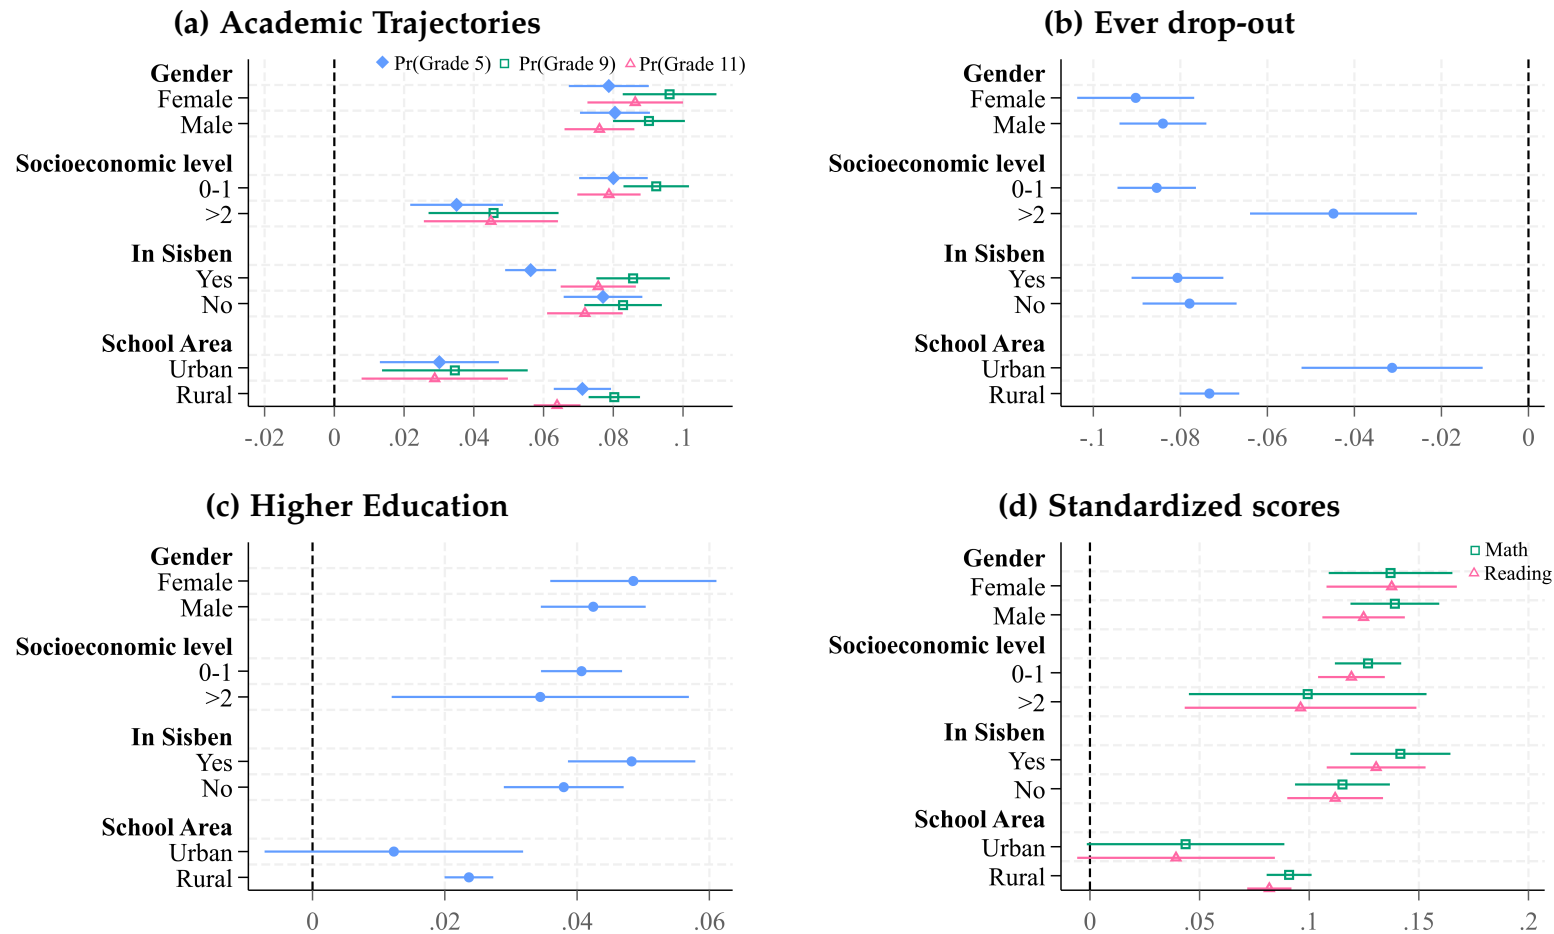 (a) Academic Trajectories
Pr(Grade 5) Pr(Grade 9) Pr(Grade 11)
Gender
Female
Male
Socioeconomic level
0-1
>2
In Sisben
Yes
No
School Area
Urban
Rural
-.02 0 .02 .04 .06 .08 .1
(b) Ever drop-out
Gender
Female
Male
Socioeconomic level
0-1
>2
In Sisben
Yes
No
School Area
Urban
Rural
-.1 -.08 -.06 -.04 -.02 0
(c) Higher Education
Gender
Female
Male
Socioeconomic level
0-1
>2
In Sisben
Yes
No
School Area
Urban
Rural
0 .02 .04 .06
(d) Standardized scores
Math
Reading
Gender
Female
Male
Socioeconomic level
0-1
>2
In Sisben
Yes
No
School Area
Urban
Rural
0 .05 .1 .15 .2